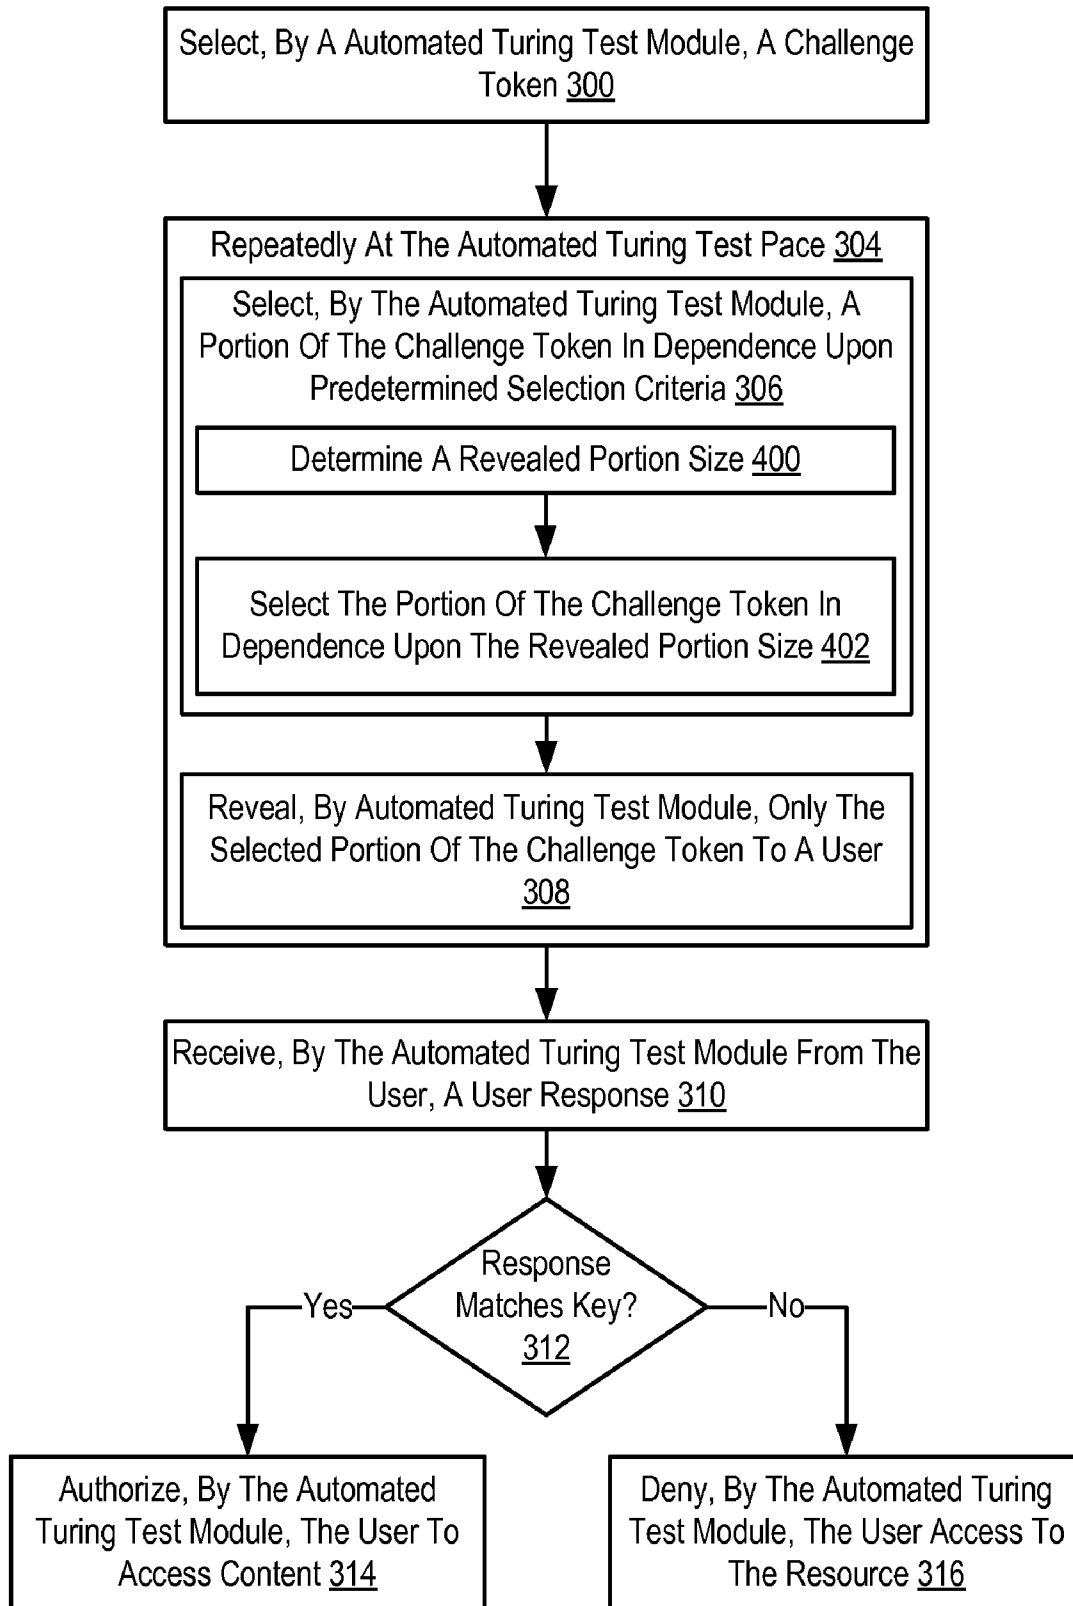 Select, By A Automated Turing Test Module, A Challenge
Token 300
Repeatedly At The Automated Turing Test Pace 304
Select, By The Automated Turing Test Module, A
Portion Of The Challenge Token In Dependence Upon
Predetermined Selection Criteria 306
Determine A Revealed Portion Size 400
Select The Portion Of The Challenge Token In
Dependence Upon The Revealed Portion Size 402
Reveal, By Automated Turing Test Module, Only The
Selected Portion Of The Challenge Token To A User
308
Receive, By The Automated Turing Test Module From The
User, A User Response 310
Response
Matches Key?
312
Yes
No
Authorize, By The Automated
Turing Test Module, The User To
Access Content 314
Deny, By The Automated Turing
Test Module, The User Access To
The Resource 316